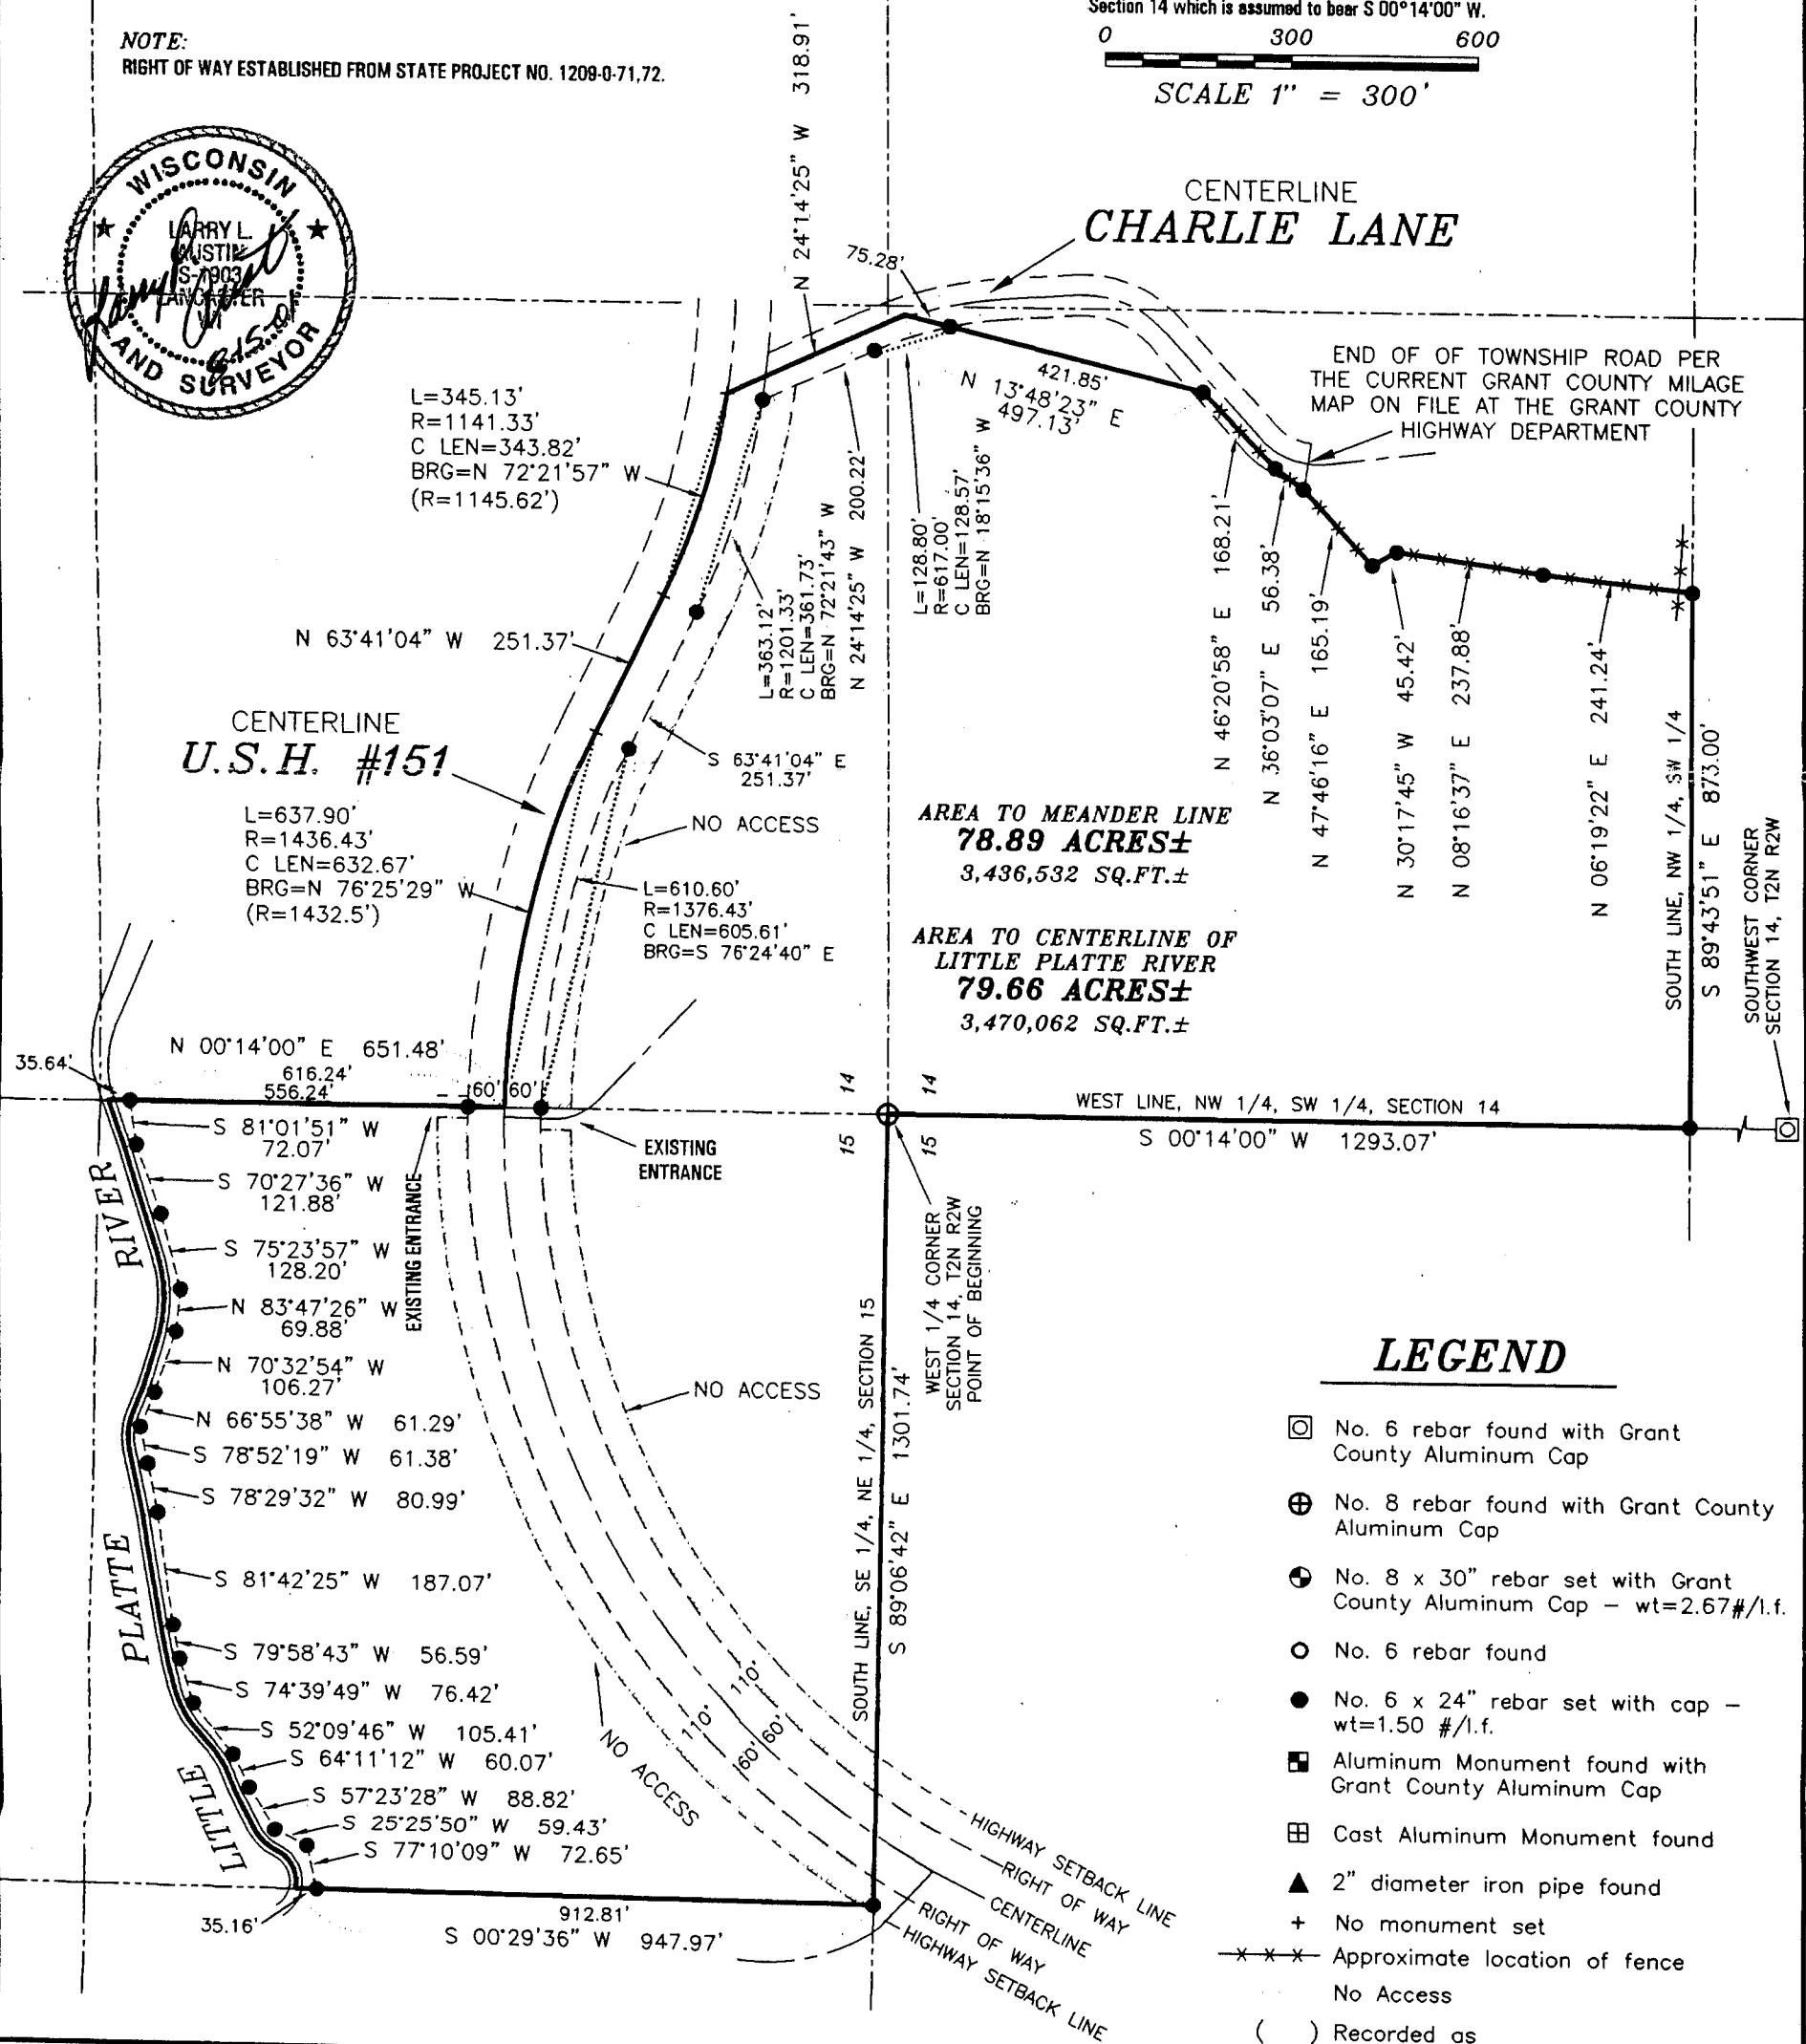 Section 14 which is assumed to bear S 00°14'00" W.
NOTE:
RIGHT OF WAY ESTABLISHED FROM STATE PROJECT NO. 1209-0-71,72.
0 300 600
SCALE 1" = 300'
WISCONSIN
LARRY L.
AUSTIN
S-1903
LANCASTER
WI
LAND SURVEYOR
8-15-01
N 24°14'25" W 318.91'
75.28'
CENTERLINE
CHARLIE LANE
END OF OF TOWNSHIP ROAD PER
THE CURRENT GRANT COUNTY MILAGE
MAP ON FILE AT THE GRANT COUNTY
HIGHWAY DEPARTMENT
421.85'
N 13°48'23" E
497.13'
L=345.13'
R=1141.33'
C LEN=343.82'
BRG=N 72°21'57" W
(R=1145.62')
L=363.12'
R=1201.33'
C LEN=361.73'
BRG=N 72°21'43" W
N 24°14'25" W 200.22'
L=128.80'
R=617.00'
C LEN=128.57'
BRG=N 18°15'36" W
N 46°20'58" E 168.21'
N 36°03'07" E 56.38'
N 47°46'16" E 165.19'
N 30°17'45" W 45.42'
N 08°16'37" E 237.88'
N 06°19'22" E 241.24'
SOUTH LINE, NW 1/4, SW 1/4
S 89°43'51" E 873.00'
SOUTHWEST CORNER
SECTION 14, T2N R2W
N 63°41'04" W 251.37'
CENTERLINE
U.S.H. #151
S 63°41'04" E
251.37'
NO ACCESS
L=637.90'
R=1436.43'
C LEN=632.67'
BRG=N 76°25'29" W
(R=1432.5')
L=610.60'
R=1376.43'
C LEN=605.61'
BRG=S 76°24'40" E
AREA TO MEANDER LINE
78.89 ACRES±
3,436,532 SQ.FT.±
AREA TO CENTERLINE OF
LITTLE PLATTE RIVER
79.66 ACRES±
3,470,062 SQ.FT.±
35.64'
N 00°14'00" E 651.48'
616.24'
556.24'
60' 60'
14 14
15 15
WEST LINE, NW 1/4, SW 1/4, SECTION 14
S 00°14'00" W 1293.07'
EXISTING
ENTRANCE
EXISTING ENTRANCE
WEST 1/4 CORNER
SECTION 14, T2N R2W
POINT OF BEGINNING
S 81°01'51" W
72.07'
S 70°27'36" W
121.88'
S 75°23'57" W
128.20'
N 83°47'26" W
69.88'
N 70°32'54" W
106.27'
N 66°55'38" W 61.29'
S 78°52'19" W 61.38'
S 78°29'32" W 80.99'
S 81°42'25" W 187.07'
S 79°58'43" W 56.59'
S 74°39'49" W 76.42'
S 52°09'46" W 105.41'
S 64°11'12" W 60.07'
S 57°23'28" W 88.82'
S 25°25'50" W 59.43'
S 77°10'09" W 72.65'
LITTLE PLATTE RIVER
NO ACCESS
NO ACCESS
SOUTH LINE, SE 1/4, NE 1/4, SECTION 15
S 89°06'42" E 1301.74'
110'
60'
110'
60'
35.16'
912.81'
S 00°29'36" W 947.97'
HIGHWAY SETBACK LINE
RIGHT OF WAY
CENTERLINE
RIGHT OF WAY
HIGHWAY SETBACK LINE
LEGEND
No. 6 rebar found with Grant
County Aluminum Cap
No. 8 rebar found with Grant County
Aluminum Cap
No. 8 x 30" rebar set with Grant
County Aluminum Cap - wt=2.67#/l.f.
No. 6 rebar found
No. 6 x 24" rebar set with cap -
wt=1.50 #/l.f.
Aluminum Monument found with
Grant County Aluminum Cap
Cast Aluminum Monument found
2" diameter iron pipe found
+ No monument set
Approximate location of fence
No Access
( ) Recorded as